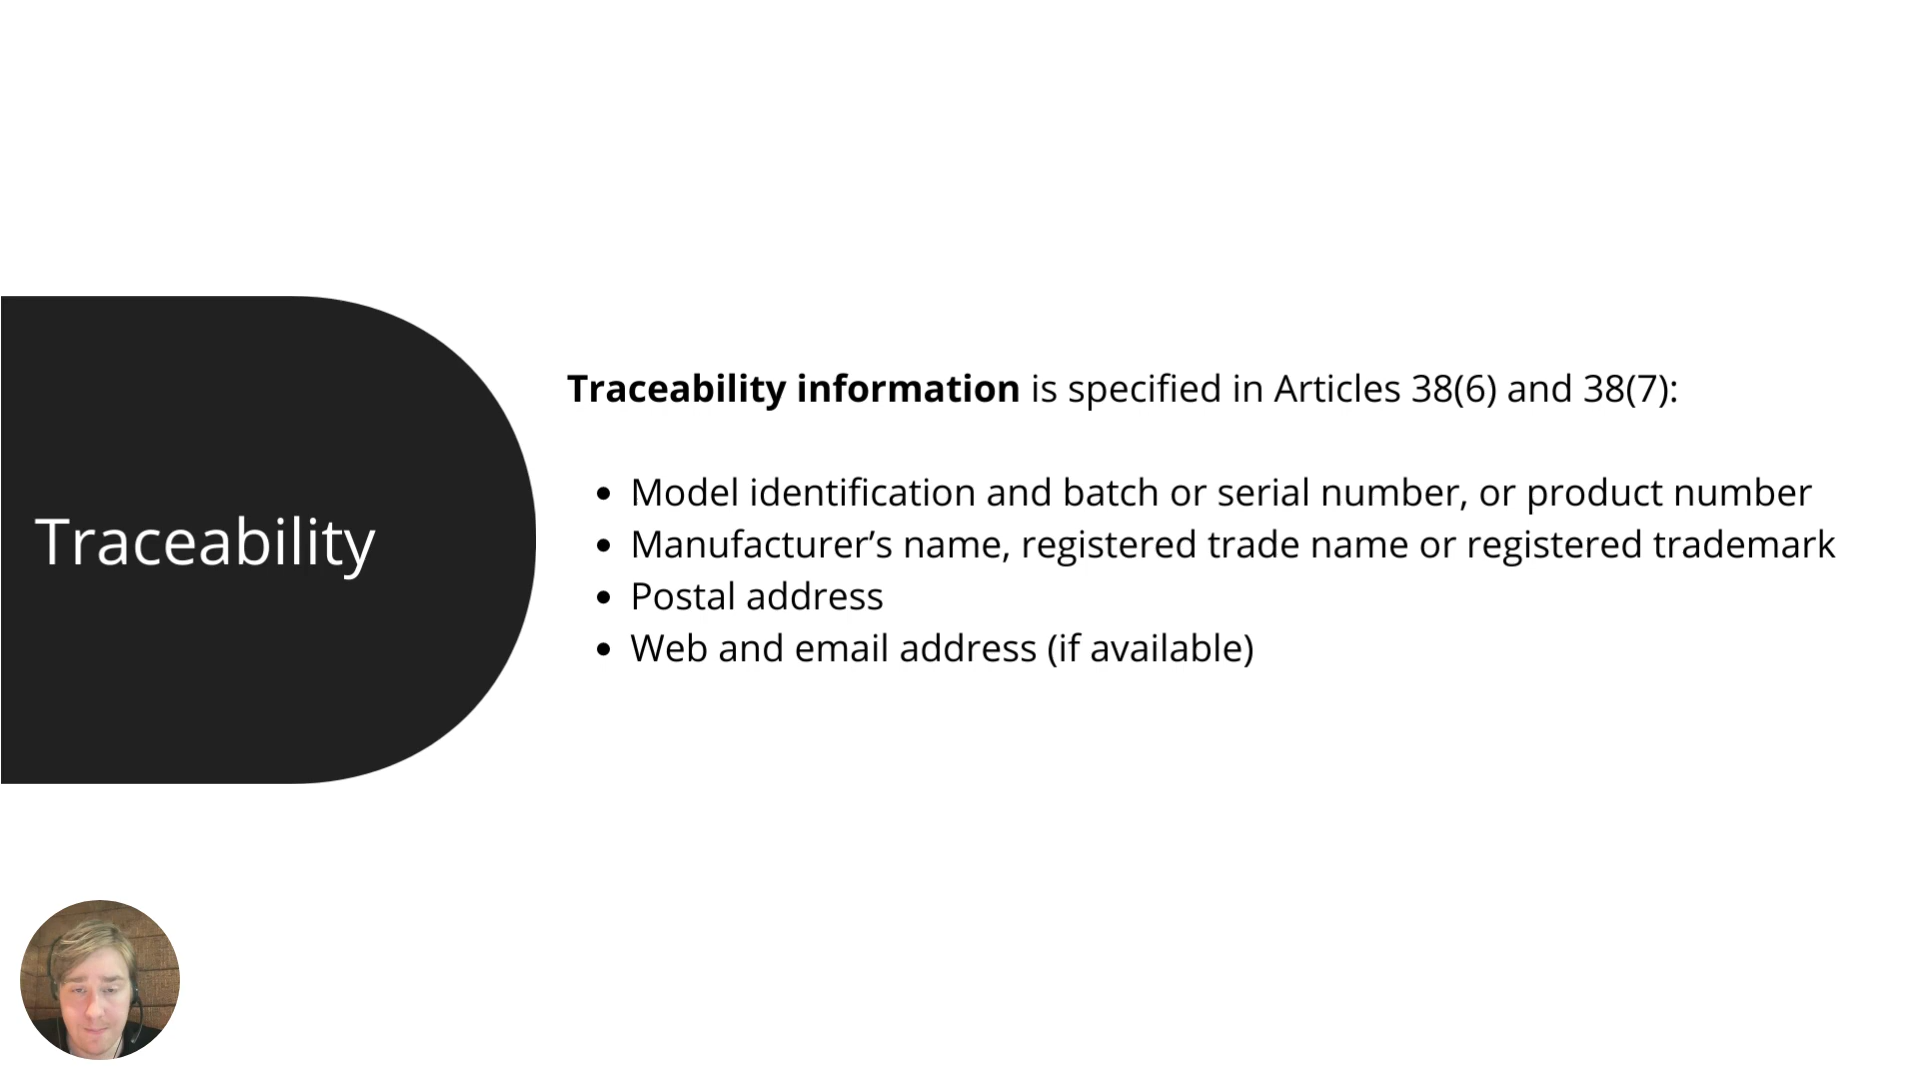 Traceability
Traceability information is specified in Articles 38(6) and 38(7):
• Model identification and batch or serial number, or product number
• Manufacturer’s name, registered trade name or registered trademark
• Postal address
• Web and email address (if available)